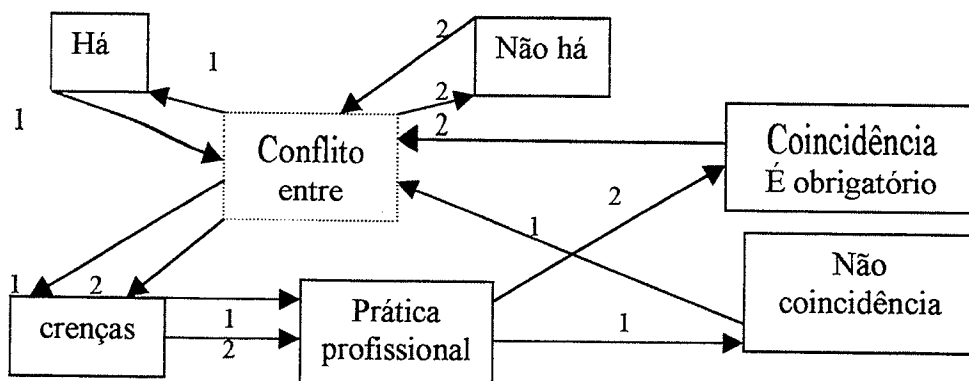 Há
1
2
Não há
1
2
2
Conflito
entre
Coincidência
É obrigatório
2
1
Não
coincidência
1
2
crenças
1
2
Prática
profissional
1